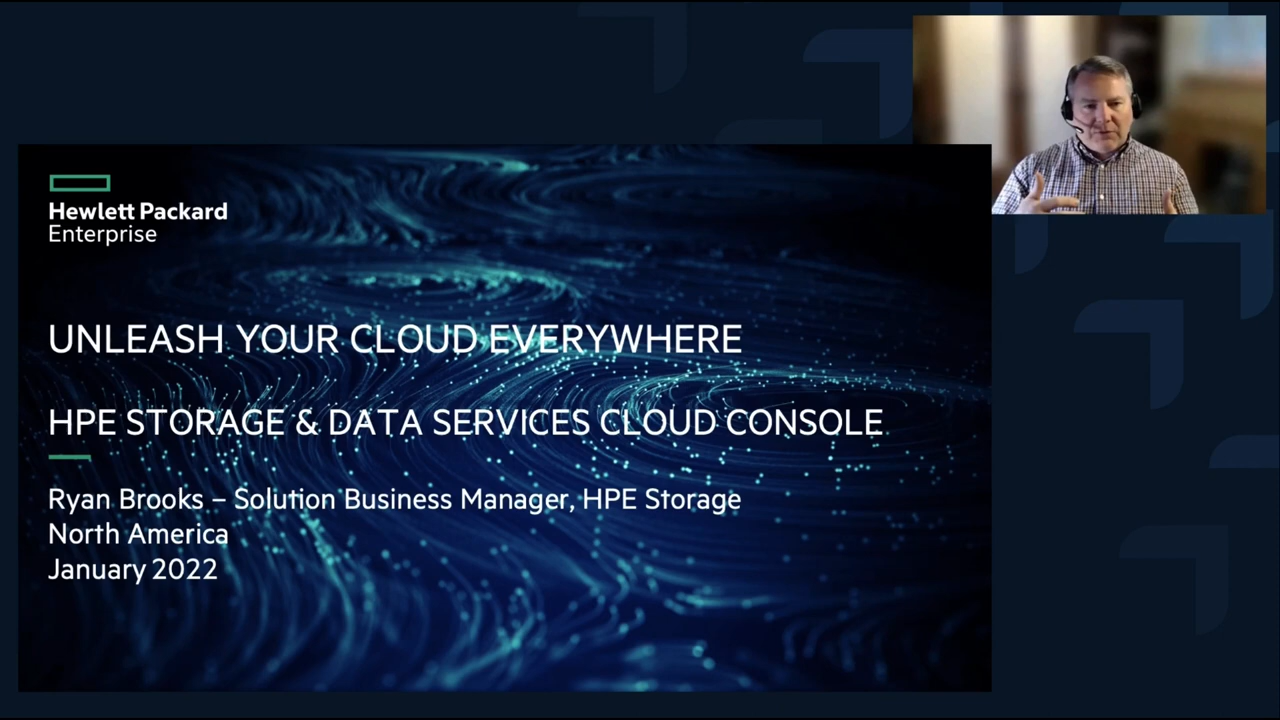 Hewlett Packard
Enterprise
UNLEASH YOUR CLOUD EVERYWHERE
HPE STORAGE & DATA SERVICES CLOUD CONSOLE
Ryan Brooks – Solution Business Manager, HPE Storage
North America
January 2022